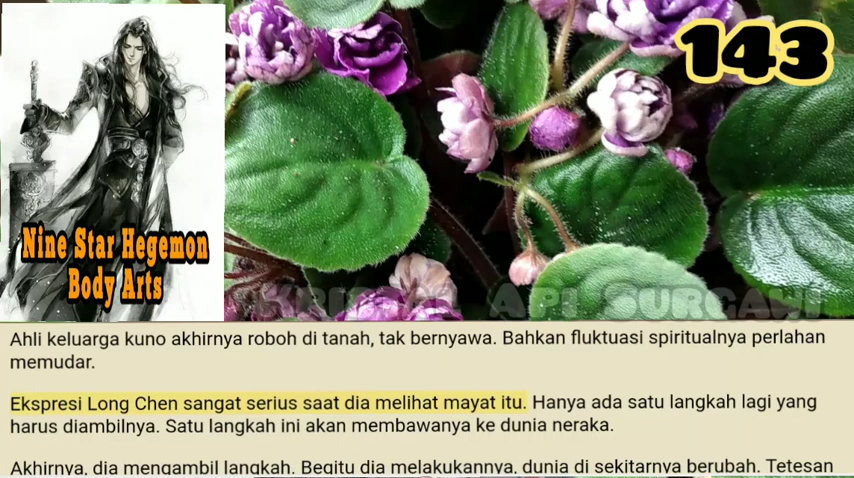 143
Nine Star Hegemon
Body Arts
Api Surgawi
Ahli keluarga kuno akhirnya roboh di tanah, tak bernyawa. Bahkan fluktuasi spiritualnya perlahan
memudar.
Ekspresi Long Chen sangat serius saat dia melihat mayat itu. Hanya ada satu langkah lagi yang
harus diambilnya. Satu langkah ini akan membawanya ke dunia neraka.
Akhirnya, dia mengambil langkah. Begitu dia melakukannya, dunia di sekitarnya berubah. Tetesan